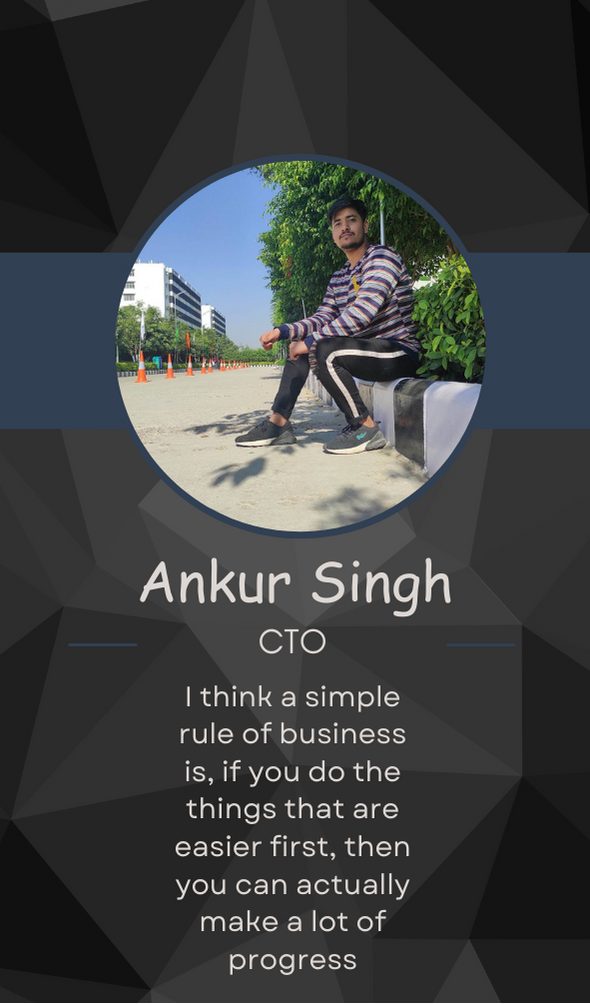 Ankur Singh
CTO
I think a simple
rule of business
is, if you do the
things that are
easier first, then
you can actually
make a lot of
progress